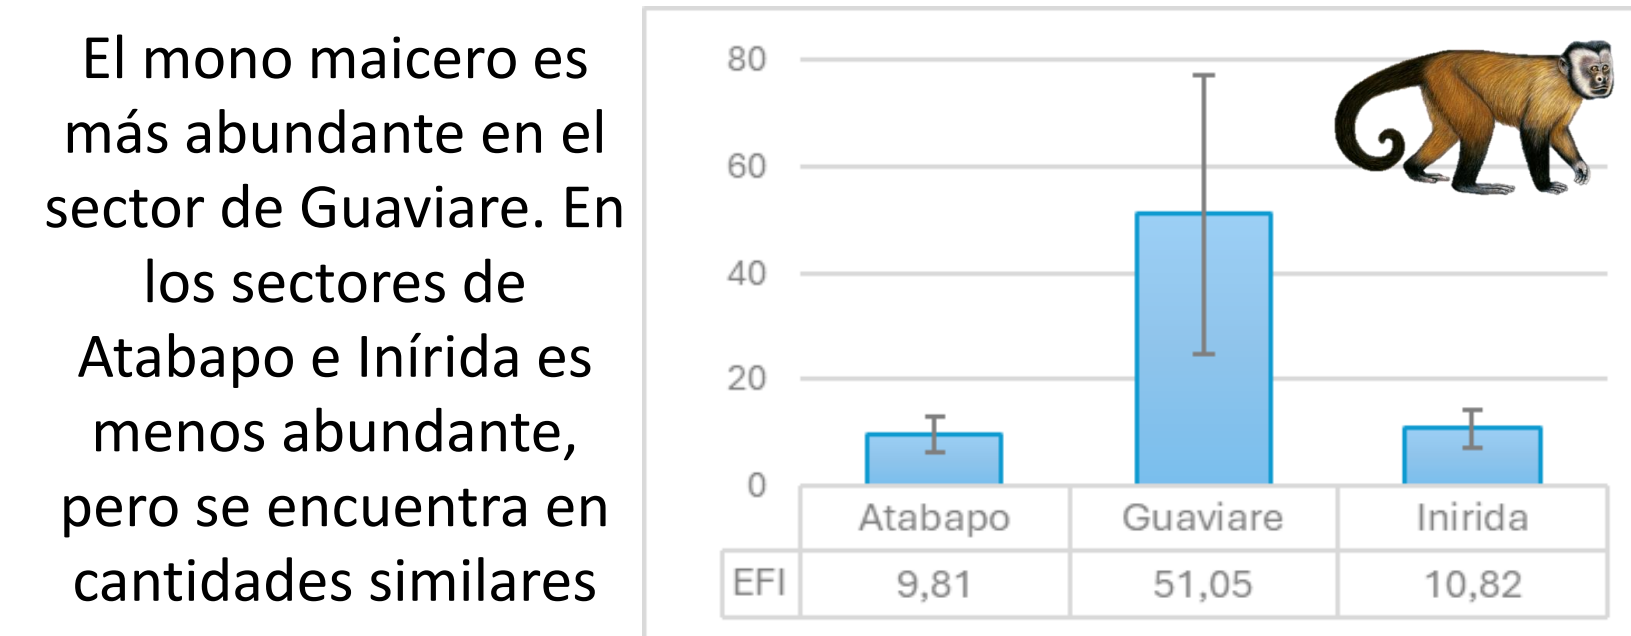 El mono maicero es
más abundante en el
sector de Guaviare. En
los sectores de
Atabapo e Inírida es
menos abundante,
pero se encuentra en
cantidades similares
80
60
40
20
0
Atabapo Guaviare Inirida
EFI 9,81 51,05 10,82